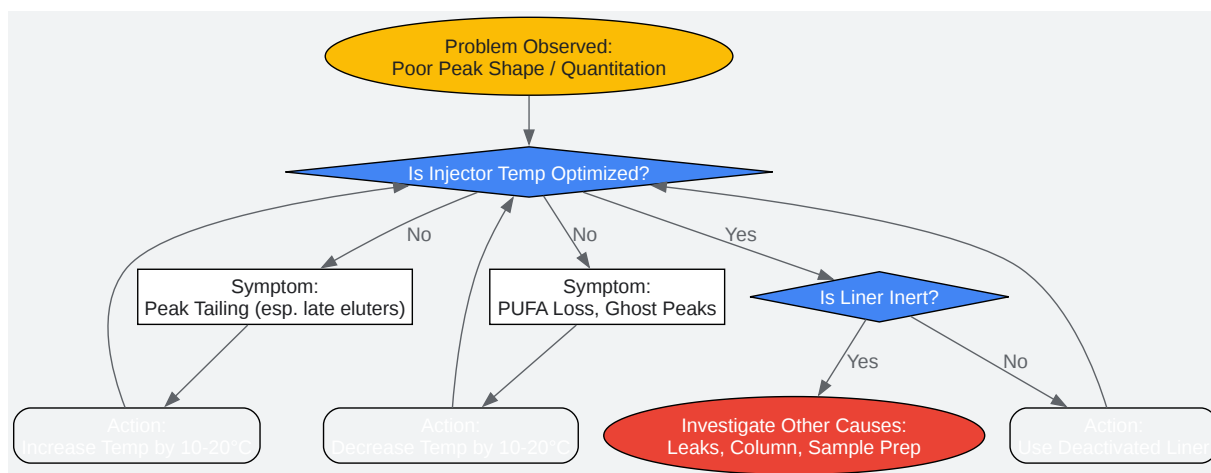 Problem Observed:
Poor Peak Shape / Quantitation
Is Injector Temp Optimized?
No
No
Yes
Symptom:
Peak Tailing (esp. late eluters)
Symptom:
PUFA Loss, Ghost Peaks
Is Liner Inert?
Yes
No
Action:
Increase Temp by 10-20°C
Action:
Decrease Temp by 10-20°C
Investigate Other Causes:
Leaks, Column, Sample Prep
Action:
Use Deactivated Liner